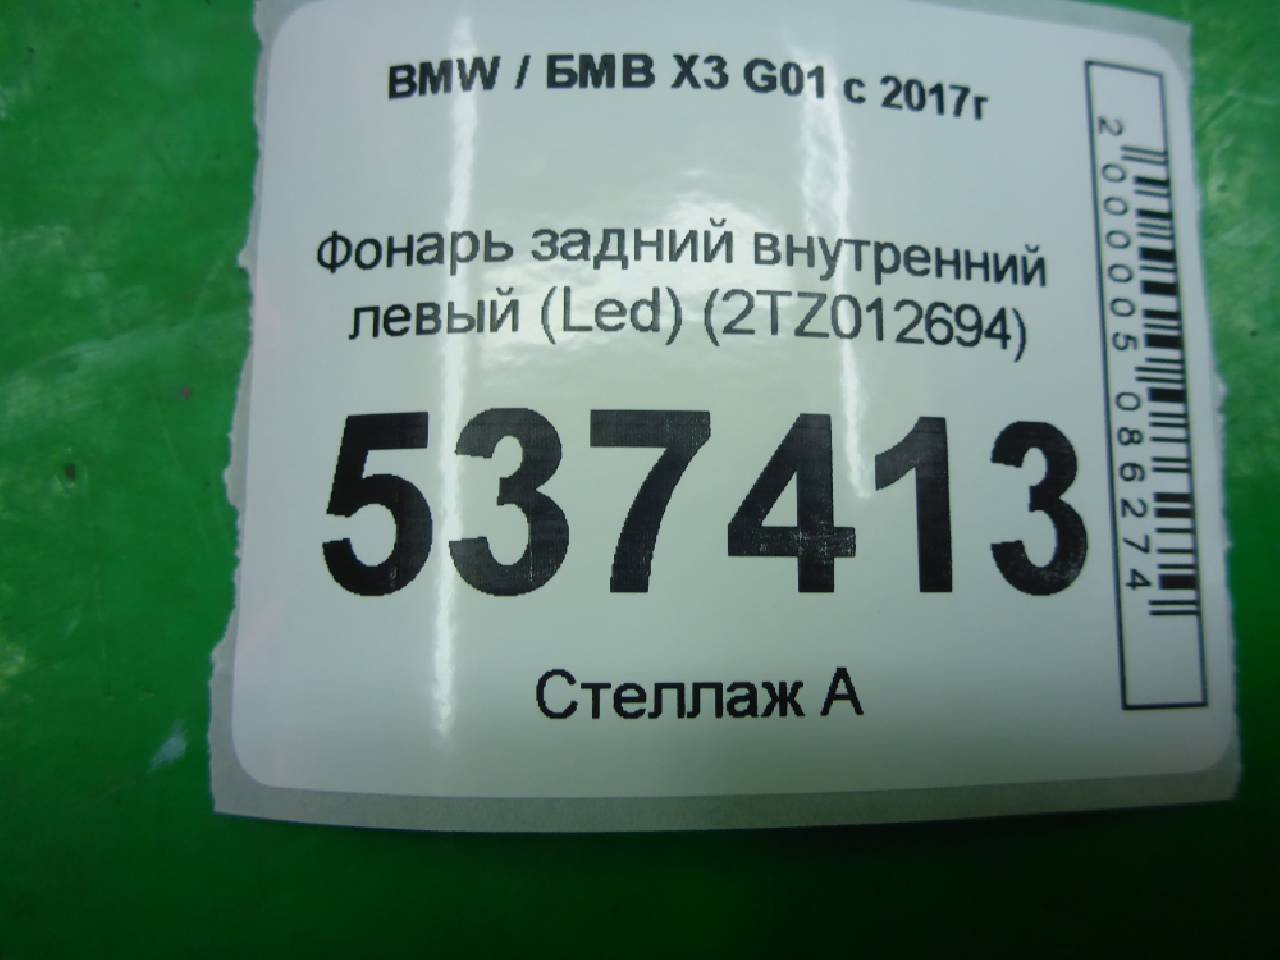 BMW / БМВ X3 G01 с 2017г
Фонарь задний внутренний
левый (Led) (2TZ012694)
537413
Стеллаж А
2000005086274